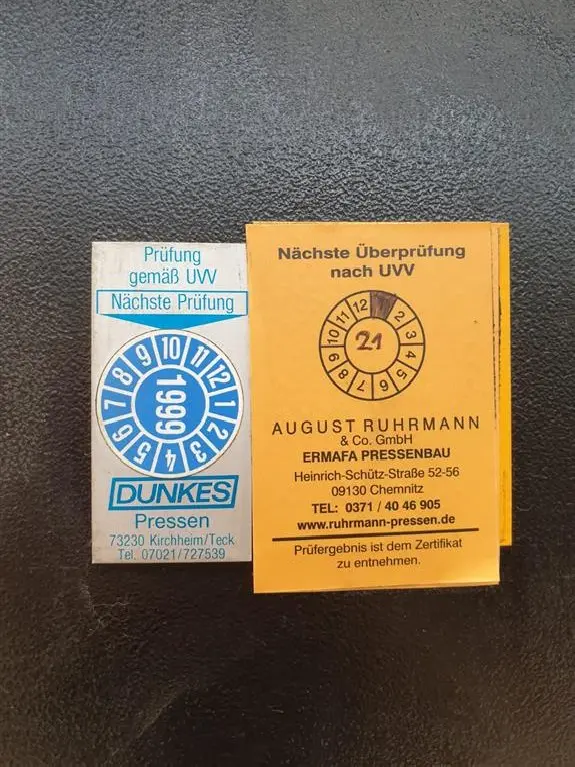 Prüfung
gemäß UVV
Nächste Prüfung
1 2 3 4 5 6 7 8 9 10 11 12
1999
DUNKES
Pressen
73230 Kirchheim/Teck
Tel. 07021/727539
Nächste Überprüfung
nach UVV
2 3 4 5 6 7 8 9 10 11 12
21
AUGUST RUHRMANN
& Co. GmbH
ERMAFA PRESSENBAU
Heinrich-Schütz-Straße 52-56
09130 Chemnitz
TEL: 0371 / 40 46 905
www.ruhrmann-pressen.de
Prüfergebnis ist dem Zertifikat
zu entnehmen.